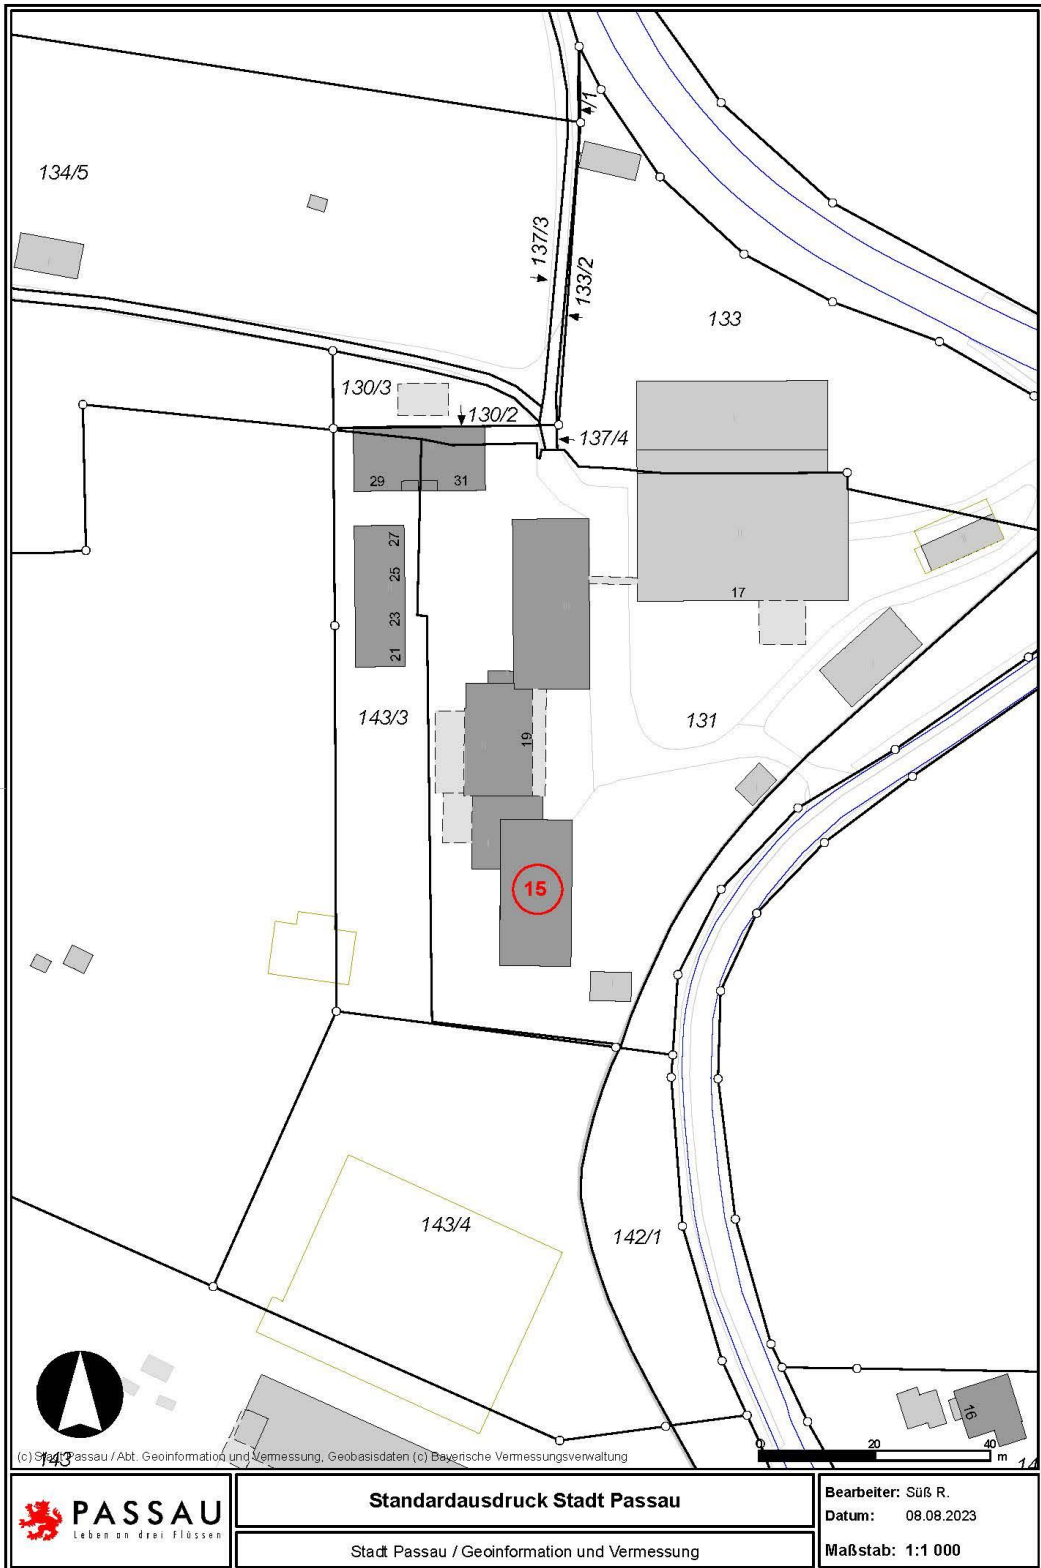 /1
134/5
137/3
133/2
133
130/3
130/2
137/4
29
31
27
25
23
21
17
143/3
131
19
15
143/4
142/1
16
143
0 20 40
m
(c) Stadt Passau / Abt. Geoinformation und Vermessung, Geobasisdaten (c) Bayerische Vermessungsverwaltung
PASSAU
Leben an drei Flüssen
Standardausdruck Stadt Passau
Stadt Passau / Geoinformation und Vermessung
Bearbeiter: Süß R.
Datum: 08.08.2023
Maßstab: 1:1 000